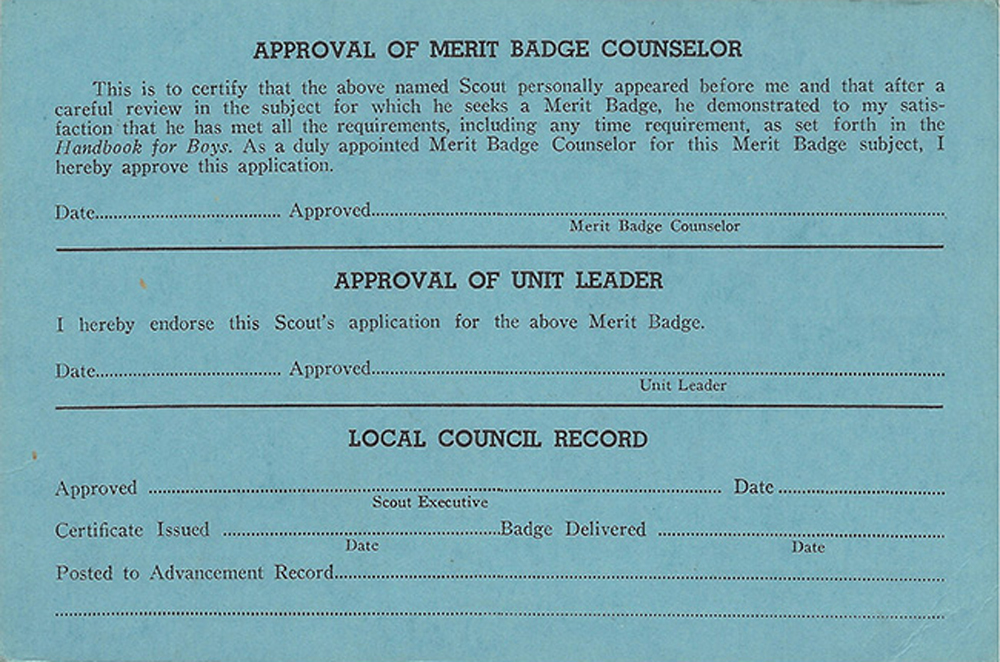 APPROVAL OF MERIT BADGE COUNSELOR
This is to certify that the above named Scout personally appeared before me and that after a
careful review in the subject for which he seeks a Merit Badge, he demonstrated to my satis-
faction that he has met all the requirements, including any time requirement, as set forth in the
Handbook for Boys. As a duly appointed Merit Badge Counselor for this Merit Badge subject, I
hereby approve this application.
Date.............................. Approved..............................
Merit Badge Counselor
APPROVAL OF UNIT LEADER
I hereby endorse this Scout's application for the above Merit Badge.
Date.............................. Approved..............................
Unit Leader
LOCAL COUNCIL RECORD
Approved .............................. Date ..............................
Scout Executive
Certificate Issued ..............................Badge Delivered ..............................
Date Date
Posted to Advancement Record..............................